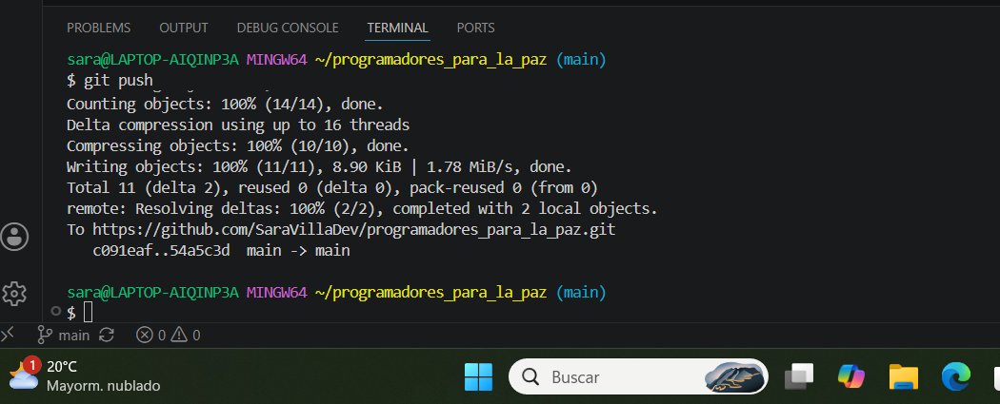 PROBLEMS OUTPUT DEBUG CONSOLE TERMINAL PORTS
sara@LAPTOP-AIQINP3A MINGW64 ~/programadores_para_la_paz (main)
$ git push
Counting objects: 100% (14/14), done.
Delta compression using up to 16 threads
Compressing objects: 100% (10/10), done.
Writing objects: 100% (11/11), 8.90 KiB | 1.78 MiB/s, done.
Total 11 (delta 2), reused 0 (delta 0), pack-reused 0 (from 0)
remote: Resolving deltas: 100% (2/2), completed with 2 local objects.
To https://github.com/SaraVillaDev/programadores_para_la_paz.git
c091eaf..54a5c3d  main -> main
sara@LAPTOP-AIQINP3A MINGW64 ~/programadores_para_la_paz (main)
$
main 0 0
1 20°C
Mayorm. nublado
Buscar